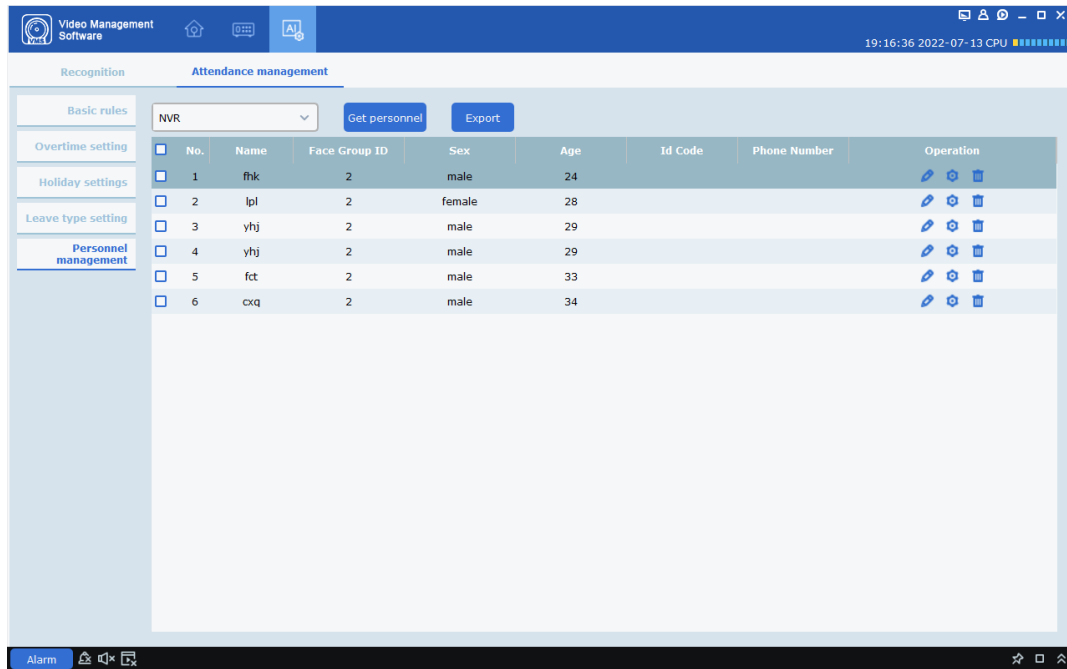 Video Management
Software
VMS
AI
19:16:36 2022-07-13 CPU
Recognition Attendance management
Basic rules
Overtime setting
Holiday settings
Leave type setting
Personnel
management
NVR Get personnel Export
No. Name Face Group ID Sex Age Id Code Phone Number Operation
1 fhk 2 male 24
2 lpl 2 female 28
3 yhj 2 male 29
4 yhj 2 male 29
5 fct 2 male 33
6 cxq 2 male 34
Alarm